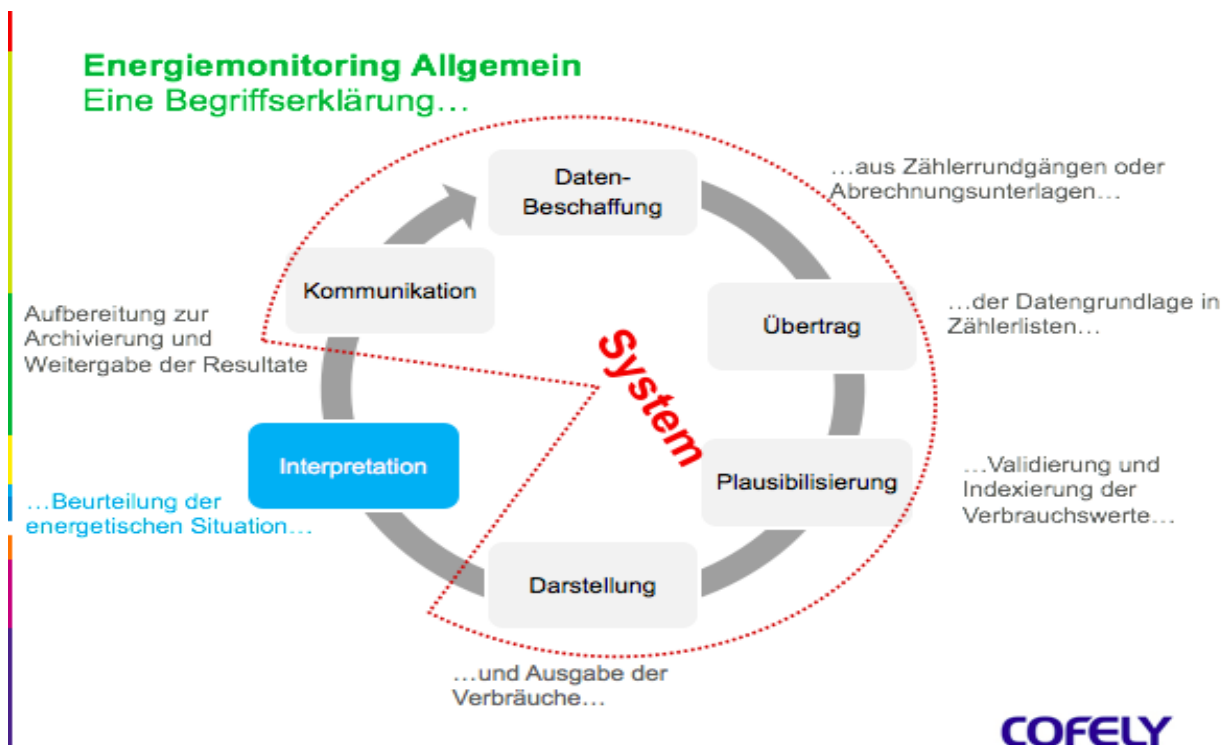 Energiemonitoring Allgemein
Eine Begriffserklärung…
Daten-
Beschaffung
…aus Zählerrundgängen oder
Abrechnungsunterlagen…
Kommunikation
Übertrag
…der Datengrundlage in
Zählerlisten…
Aufbereitung zur
Archivierung und
Weitergabe der Resultate
System
Interpretation
…Beurteilung der
energetischen Situation…
Plausibilisierung
…Validierung und
Indexierung der
Verbrauchswerte…
Darstellung
…und Ausgabe der
Verbräuche…
COFELY